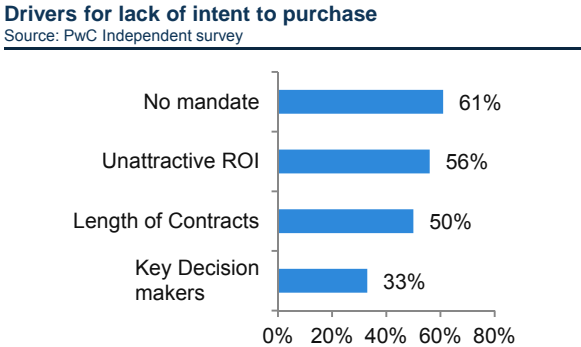 Drivers for lack of intent to purchase
Source: PwC Independent survey
No mandate 61%
Unattractive ROI 56%
Length of Contracts 50%
Key Decision
makers 33%
0% 20% 40% 60% 80%